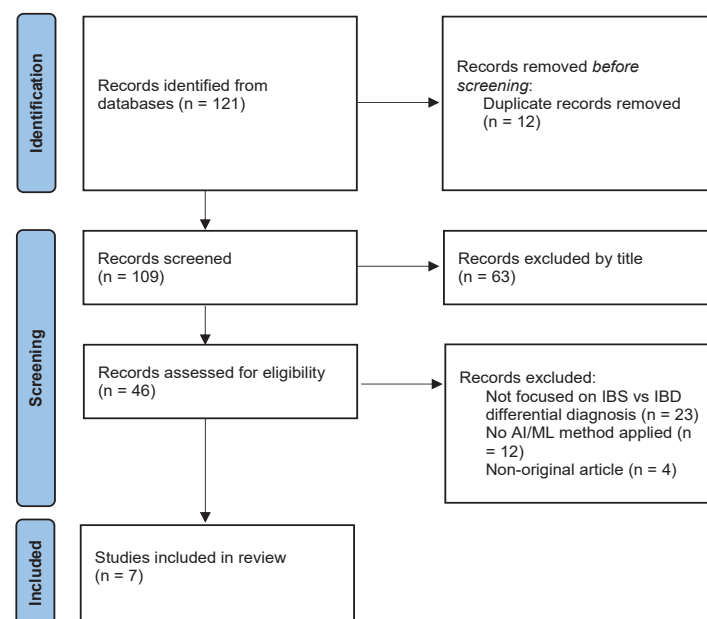 Identification
Records identified from
databases (n = 121)
Records removed before
screening:
Duplicate records removed
(n = 12)
Screening
Records screened
(n = 109)
Records excluded by title
(n = 63)
Records assessed for eligibility
(n = 46)
Records excluded:
Not focused on IBS vs IBD
differential diagnosis (n = 23)
No AI/ML method applied (n
= 12)
Non-original article (n = 4)
Included
Studies included in review
(n = 7)